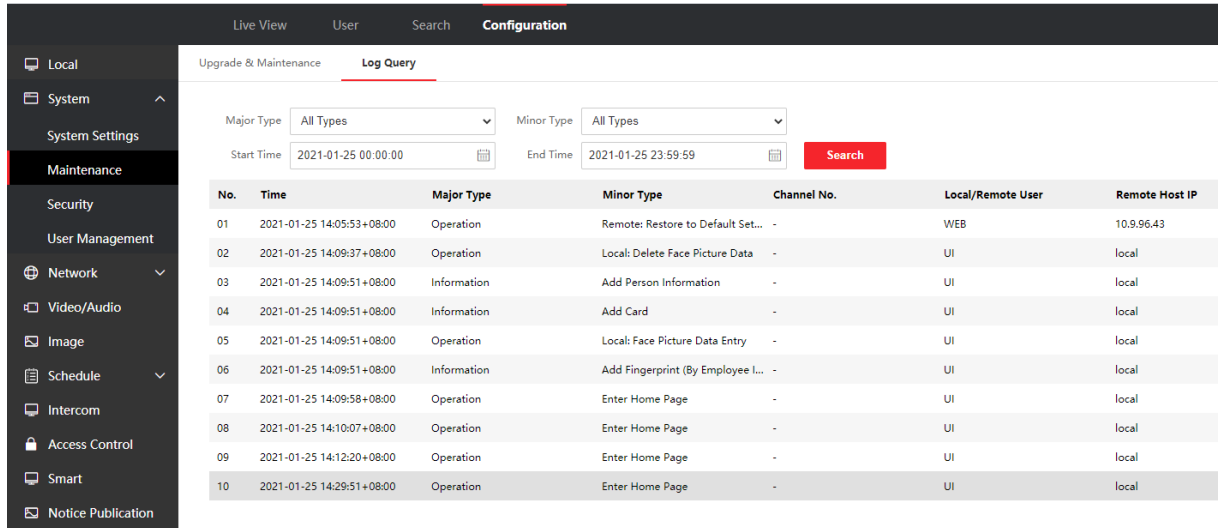 Live View User Search Configuration
Local
System
System Settings
Maintenance
Security
User Management
Network
Video/Audio
Image
Schedule
Intercom
Access Control
Smart
Notice Publication
Upgrade & Maintenance Log Query
Major Type All Types Minor Type All Types
Start Time 2021-01-25 00:00:00 End Time 2021-01-25 23:59:59 Search
No. Time Major Type Minor Type Channel No. Local/Remote User Remote Host IP
01 2021-01-25 14:05:53+08:00 Operation Remote: Restore to Default Set... - WEB 10.9.96.43
02 2021-01-25 14:09:37+08:00 Operation Local: Delete Face Picture Data - UI local
03 2021-01-25 14:09:51+08:00 Information Add Person Information - UI local
04 2021-01-25 14:09:51+08:00 Information Add Card - UI local
05 2021-01-25 14:09:51+08:00 Operation Local: Face Picture Data Entry - UI local
06 2021-01-25 14:09:51+08:00 Information Add Fingerprint (By Employee I... - UI local
07 2021-01-25 14:09:58+08:00 Operation Enter Home Page - UI local
08 2021-01-25 14:10:07+08:00 Operation Enter Home Page - UI local
09 2021-01-25 14:12:20+08:00 Operation Enter Home Page - UI local
10 2021-01-25 14:29:51+08:00 Operation Enter Home Page - UI local